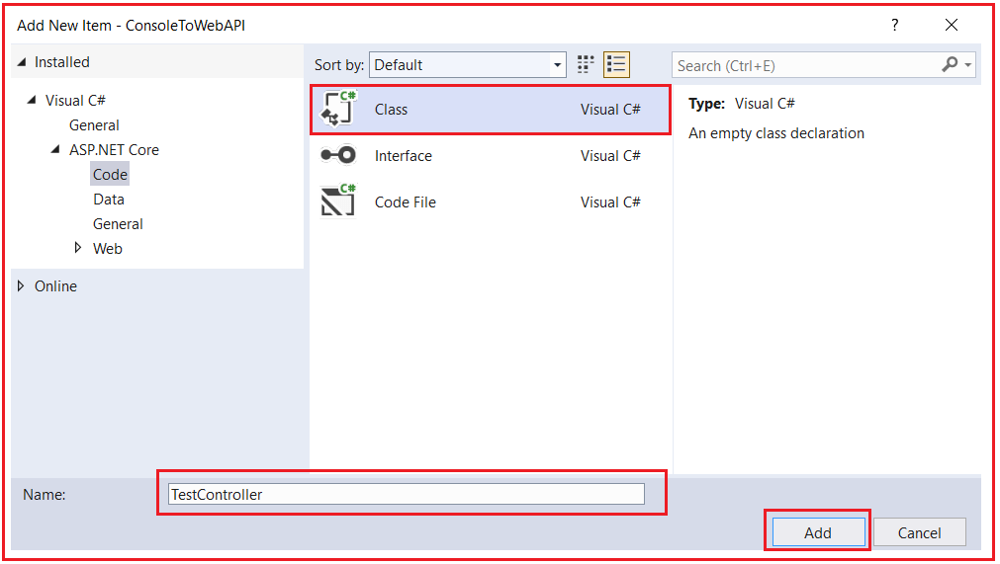 Add New Item - ConsoleToWebAPI ?
Installed
Visual C#
General
ASP.NET Core
Code
Data
General
Web
Online
Sort by: Default
C# Class Visual C#
Interface Visual C#
C# Code File Visual C#
Search (Ctrl+E)
Type: Visual C#
An empty class declaration
Name: TestController
Add Cancel